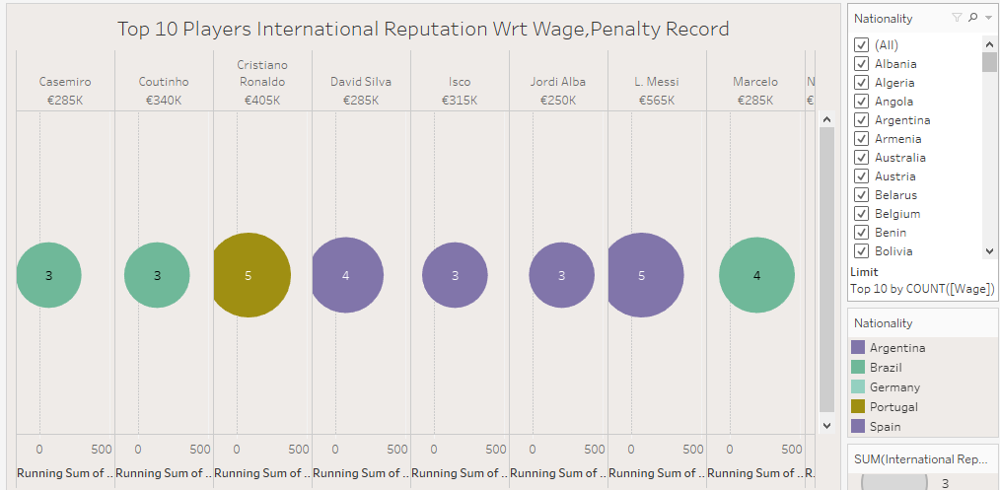 Top 10 Players International Reputation Wrt Wage,Penalty Record
Casemiro
€285K
Coutinho
€340K
Cristiano
Ronaldo
€405K
David Silva
€285K
Isco
€315K
Jordi Alba
€250K
L. Messi
€565K
Marcelo
€285K
N
€
3
3
5
4
3
3
5
4
0 500
0 500
0 500
0 500
0 500
0 500
0 500
0 500
Running Sum of ..
Running Sum of ..
Running Sum of ..
Running Sum of ..
Running Sum of ..
Running Sum of ..
Running Sum of ..
Running Sum of ..
R.
Nationality
(All)
Albania
Algeria
Angola
Argentina
Armenia
Australia
Austria
Belarus
Belgium
Benin
Bolivia
Limit
Top 10 by COUNT([Wage])
Nationality
Argentina
Brazil
Germany
Portugal
Spain
SUM(International Rep...
3